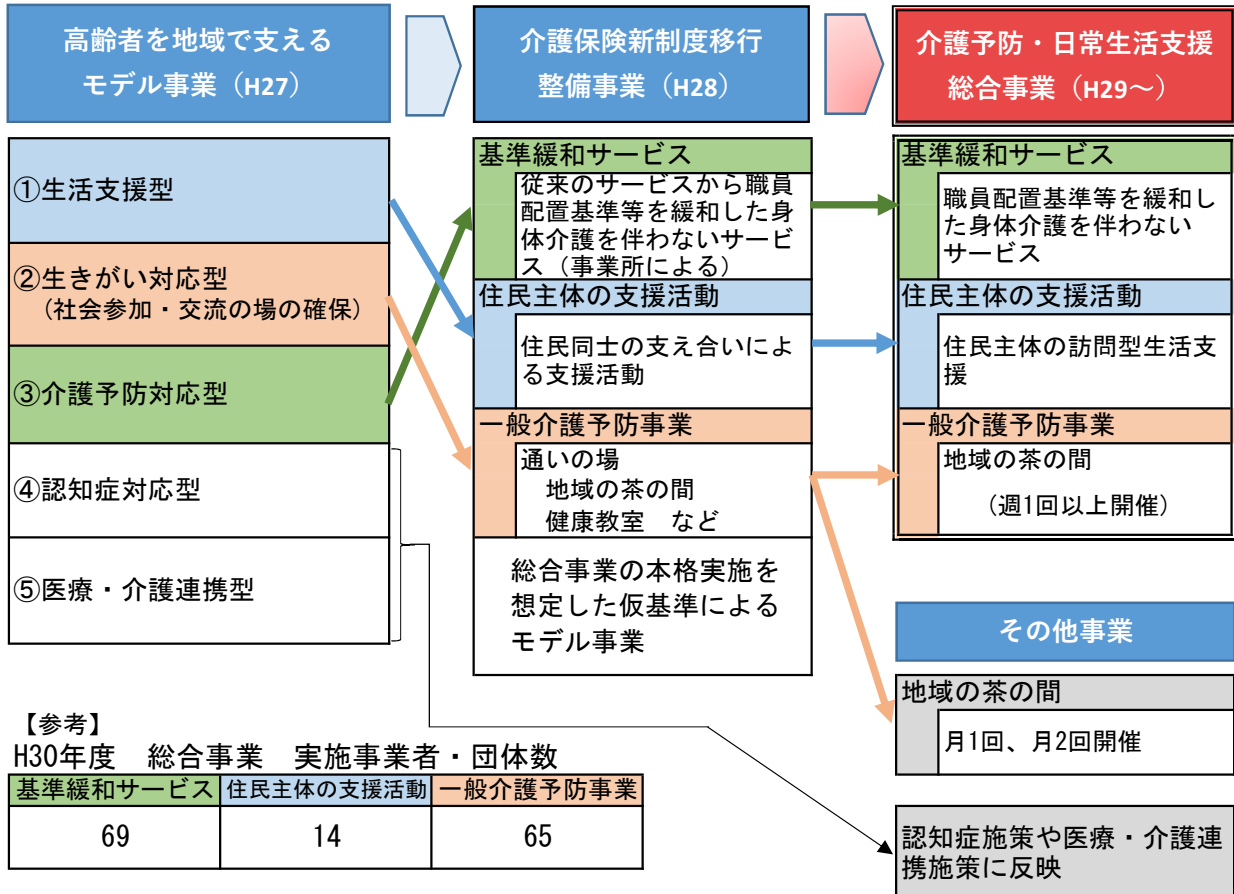 高齢者を地域で支える
モデル事業（H27）
①生活支援型
②生きがい対応型
（社会参加・交流の場の確保）
③介護予防対応型
④認知症対応型
⑤医療・介護連携型
介護保険新制度移行
整備事業（H28）
基準緩和サービス
従来のサービスから職員
配置基準等を緩和した身
体介護を伴わないサービ
ス（事業所による）
住民主体の支援活動
住民同士の支え合いによ
る支援活動
一般介護予防事業
通いの場
地域の茶の間
健康教室　など
総合事業の本格実施を
想定した仮基準による
モデル事業
介護予防・日常生活支援
総合事業（H29～）
基準緩和サービス
職員配置基準等を緩和し
た身体介護を伴わない
サービス
住民主体の支援活動
住民主体の訪問型生活支
援
一般介護予防事業
地域の茶の間
（週1回以上開催）
その他事業
地域の茶の間
月1回、月2回開催
認知症施策や医療・介護連
携施策に反映
【参考】
H30年度　総合事業　実施事業者・団体数
基準緩和サービス 住民主体の支援活動 一般介護予防事業
69 14 65